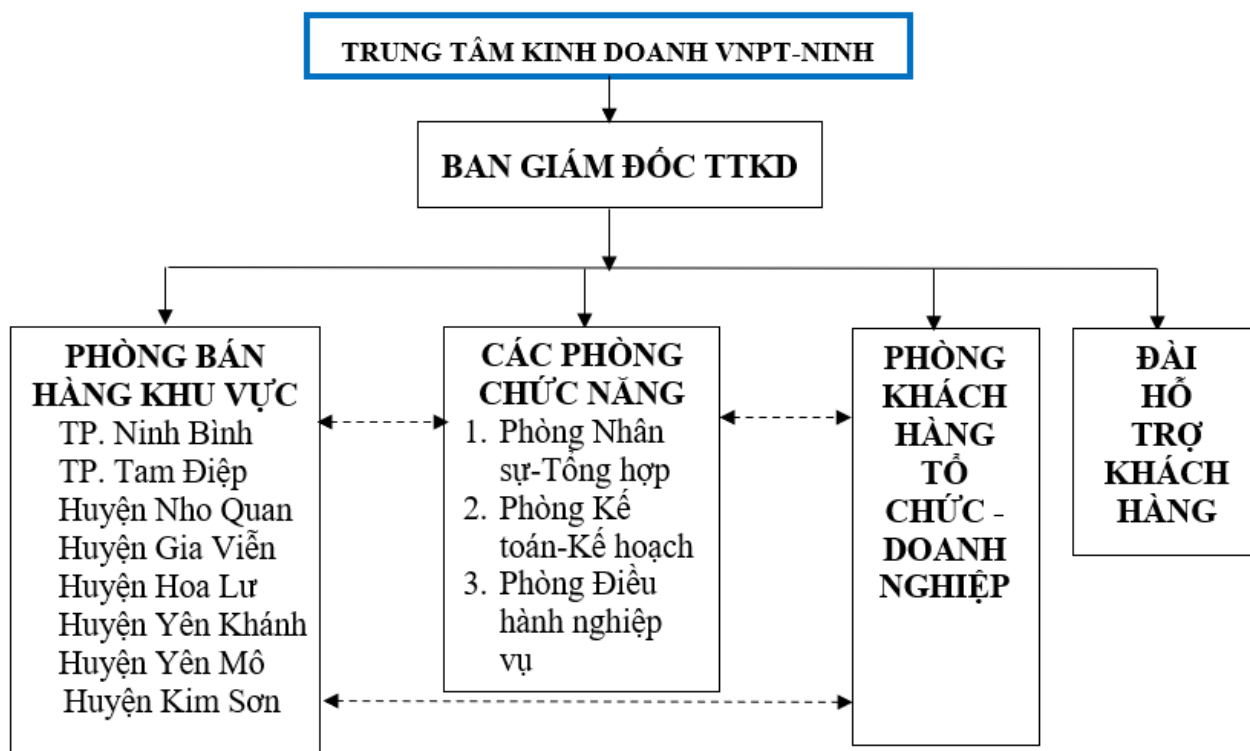 TRUNG TÂM KINH DOANH VNPT-NINH
BAN GIÁM ĐỐC TTKD
PHÒNG BÁN
HÀNG KHU VỰC
TP. Ninh Bình
TP. Tam Điệp
Huyện Nho Quan
Huyện Gia Viễn
Huyện Hoa Lư
Huyện Yên Khánh
Huyện Yên Mô
Huyện Kim Sơn
CÁC PHÒNG
CHỨC NĂNG
1. Phòng Nhân
sự-Tổng hợp
2. Phòng Kế
toán-Kế hoạch
3. Phòng Điều
hành nghiệp
vụ
PHÒNG
KHÁCH
HÀNG
TỔ
CHỨC -
DOANH
NGHIỆP
ĐÀI
HỖ
TRỢ
KHÁCH
HÀNG